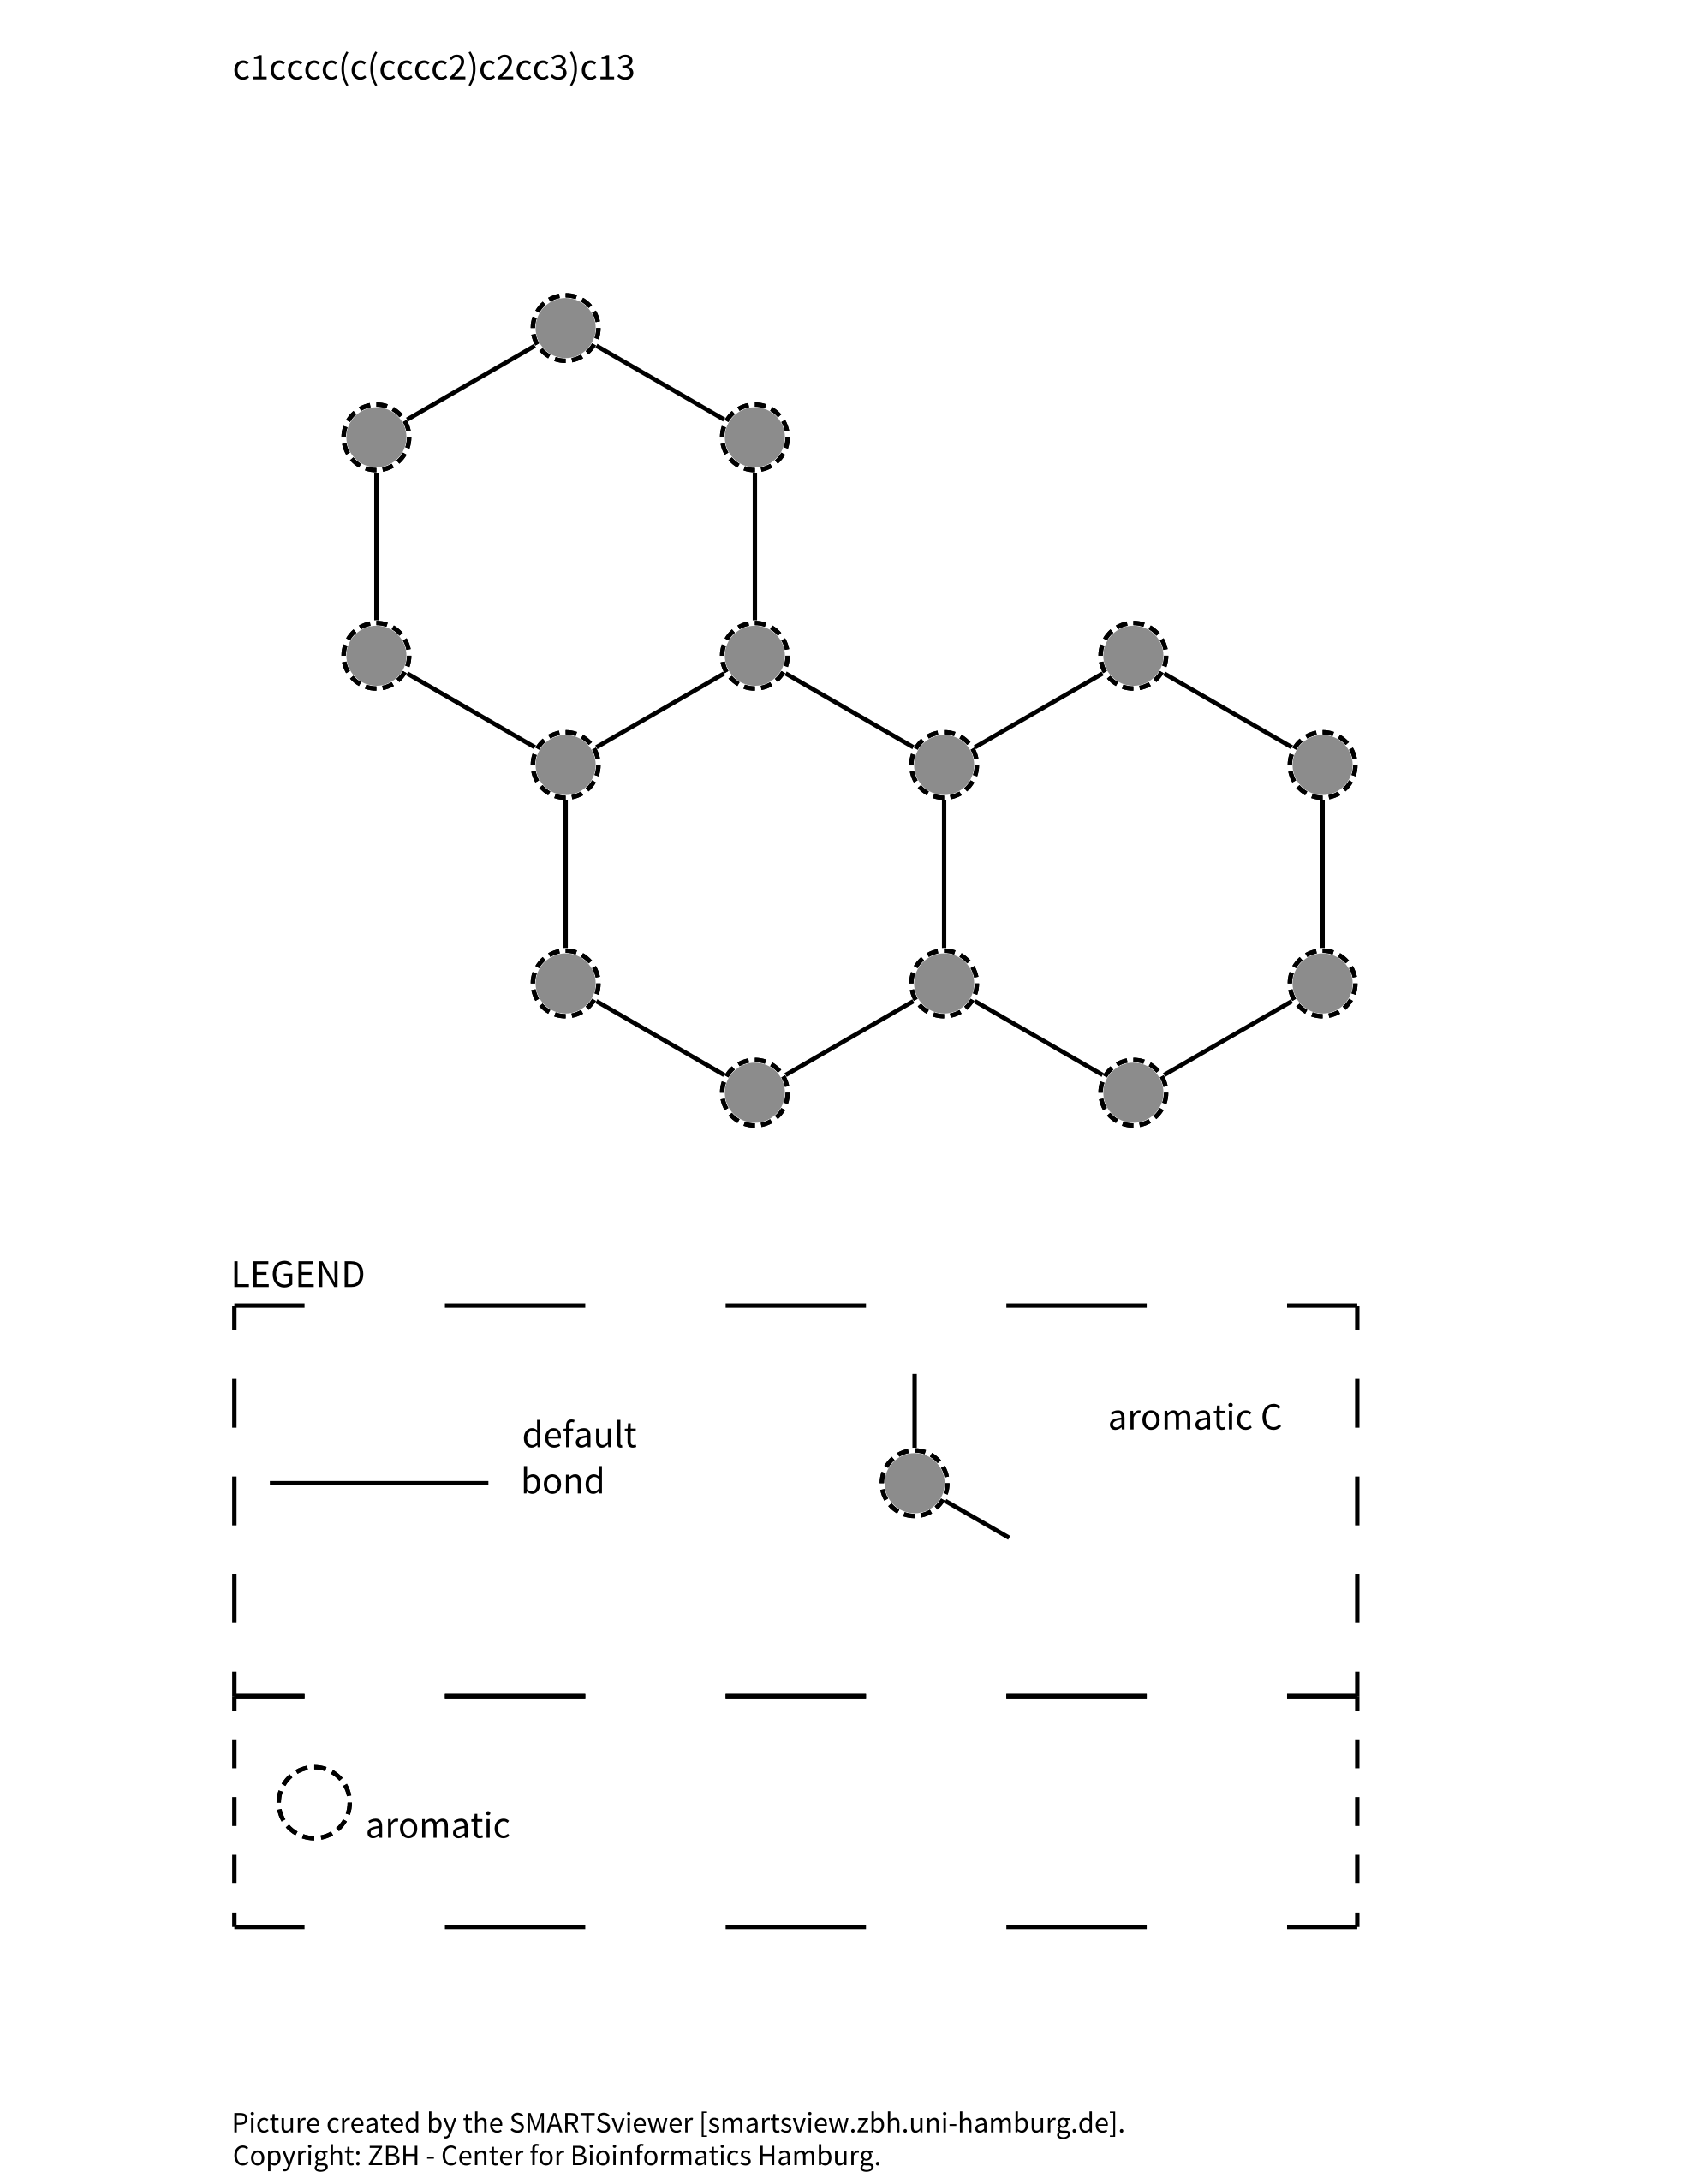 c1cccc(c(cccc2)c2cc3)c13
LEGEND
default
bond
aromatic C
aromatic
Picture created by the SMARTSviewer [smartsview.zbh.uni-hamburg.de].
Copyright: ZBH - Center for Bioinformatics Hamburg.